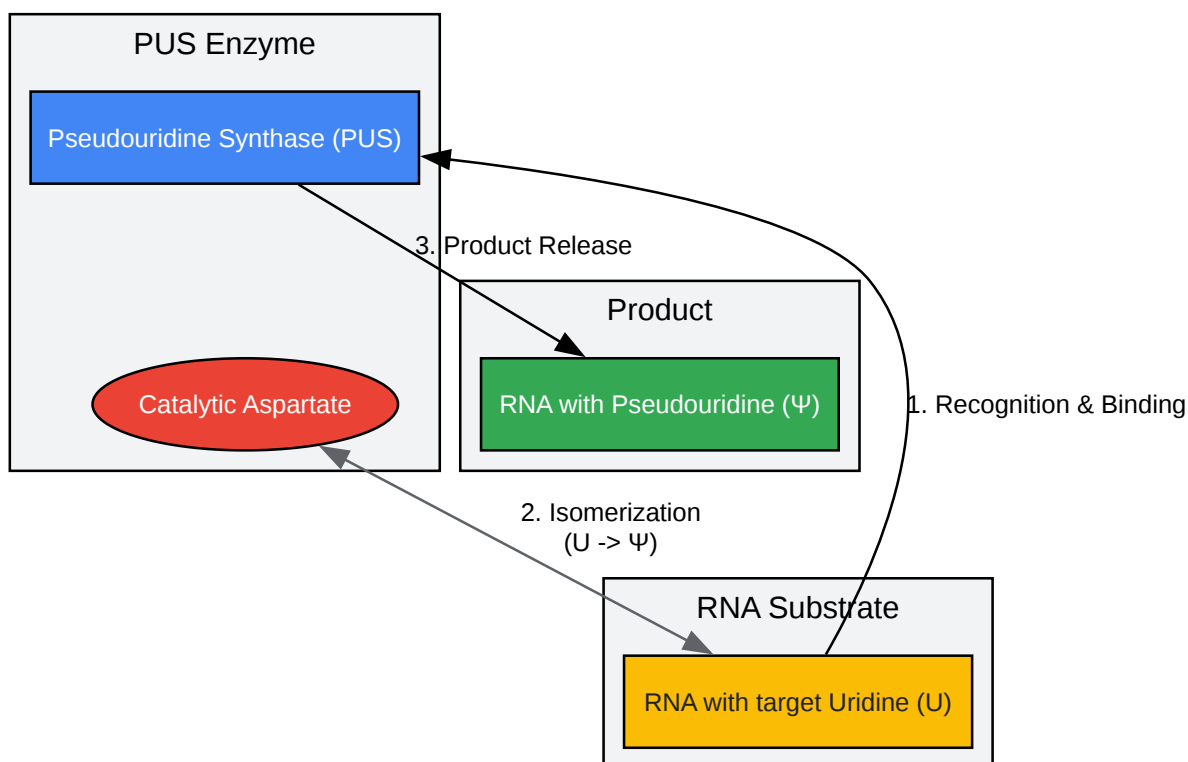 PUS Enzyme
Pseudouridine Synthase (PUS)
3. Product Release
Product
RNA with Pseudouridine (Ψ)
Catalytic Aspartate
1. Recognition & Binding
2. Isomerization
(U -> Ψ)
RNA Substrate
RNA with target Uridine (U)